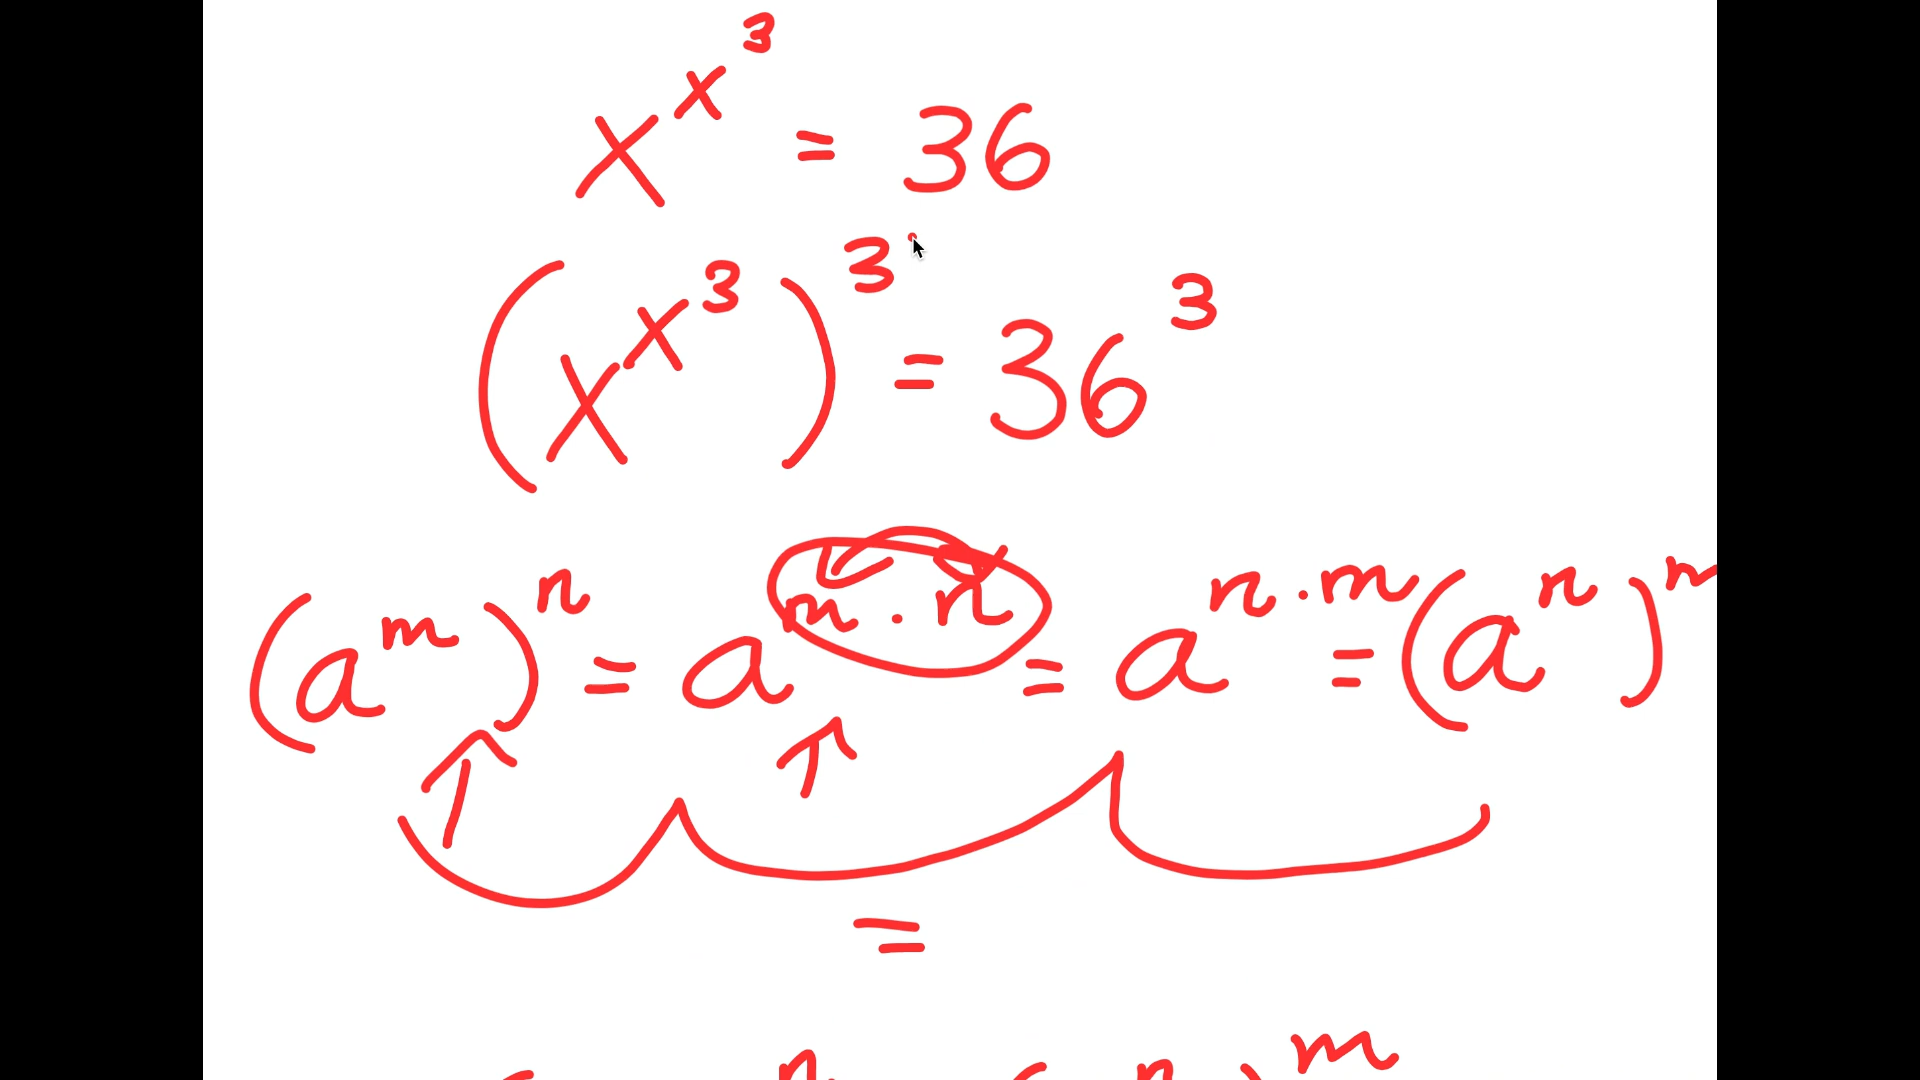 x^x^3 = 36
(x^x^3)^3 = 36^3
(a^m)^n = a^m·n = a^n·m = (a^n)^m
=
n n m